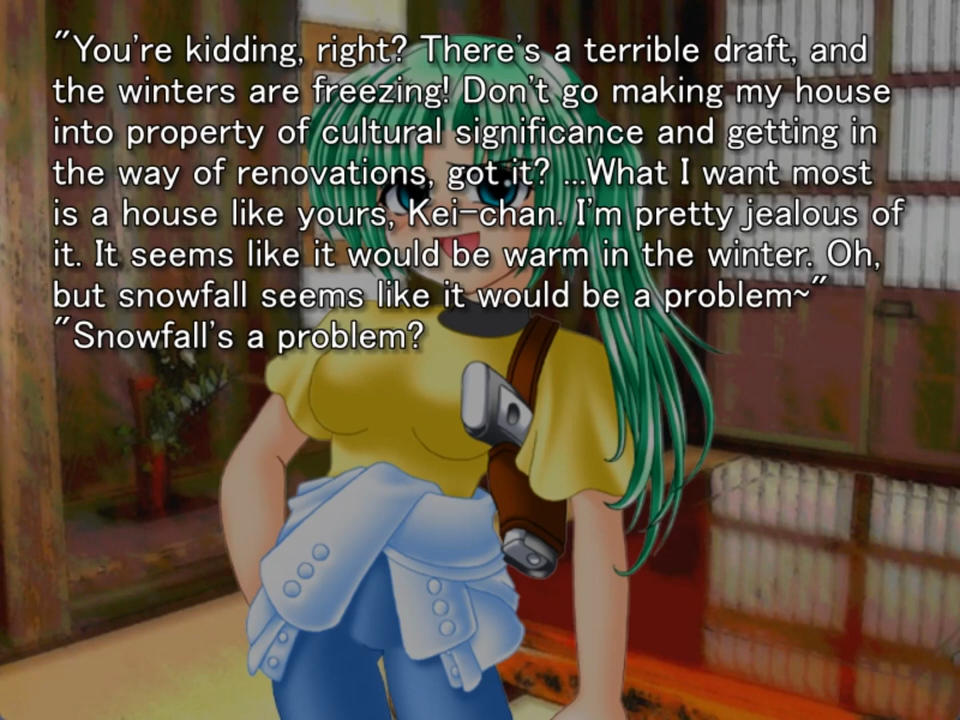 "You're kidding, right? There's a terrible draft, and
the winters are freezing! Don't go making my house
into property of cultural significance and getting in
the way of renovations, got it? ...What I want most
is a house like yours, Kei-chan. I'm pretty jealous of
it. It seems like it would be warm in the winter. Oh,
but snowfall seems like it would be a problem~"
"Snowfall's a problem?